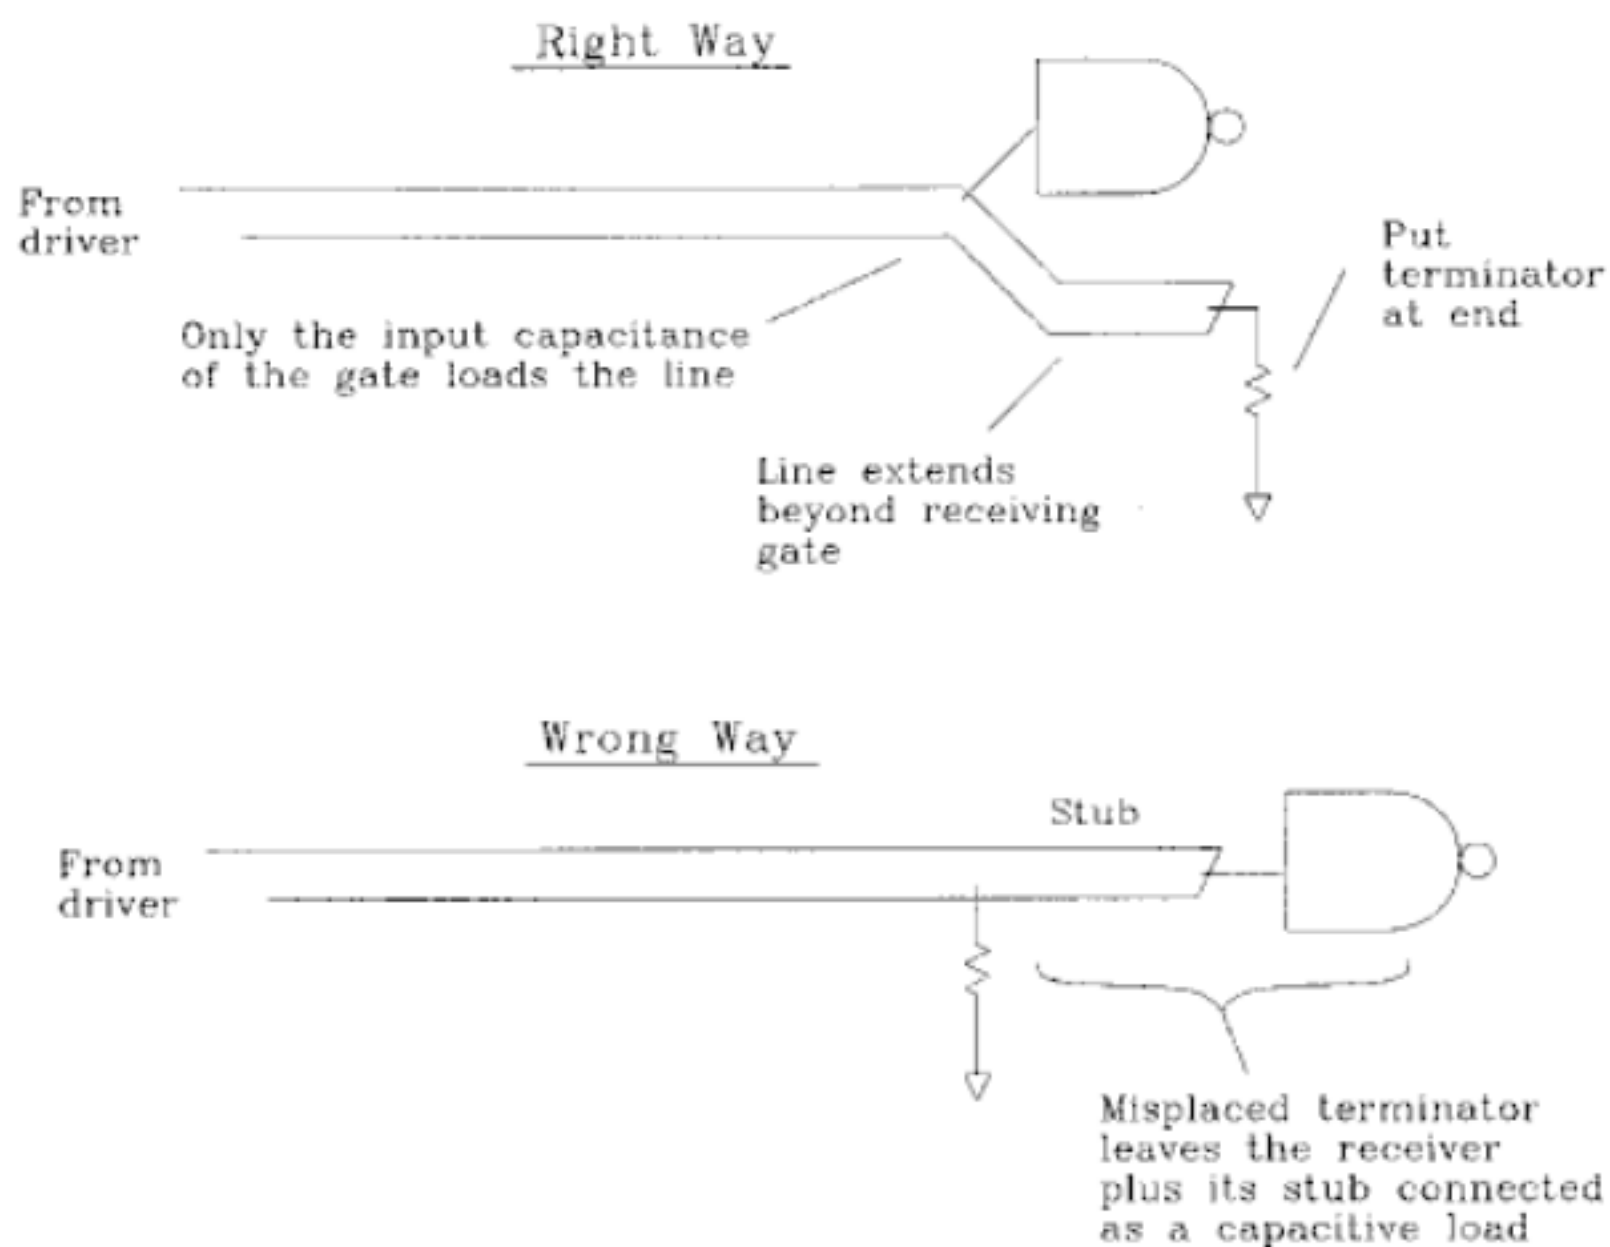 Right Way
From
driver
Put
terminator
at end
Only the input capacitance
of the gate loads the line
Line extends
beyond receiving
gate
Wrong Way
Stub
From
driver
Misplaced terminator
leaves the receiver
plus its stub connected
as a capacitive load